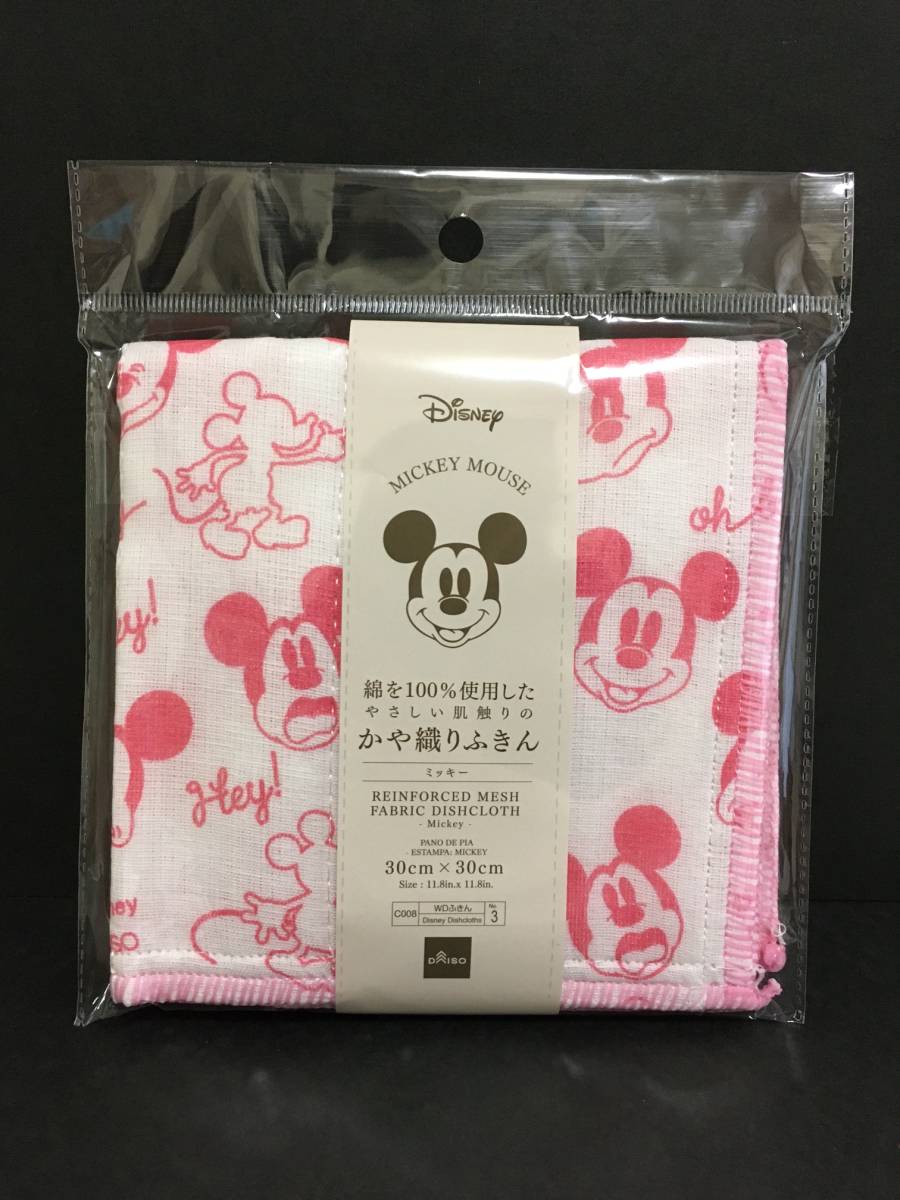 Disney
MICKEY MOUSE
綿を100%使用した
やさしい肌触りの
かや織りふきん
ミッキー
REINFORCED MESH
FABRIC DISHCLOTH
- Mickey -
PANO DE PIA
- ESTAMPA: MICKEY
30cm × 30cm
Size : 11.8in.x 11.8in.
C008 WDふきん Disney Dishcloths No. 3
DAISO
oh
ey!
Hey!
ney
ISO